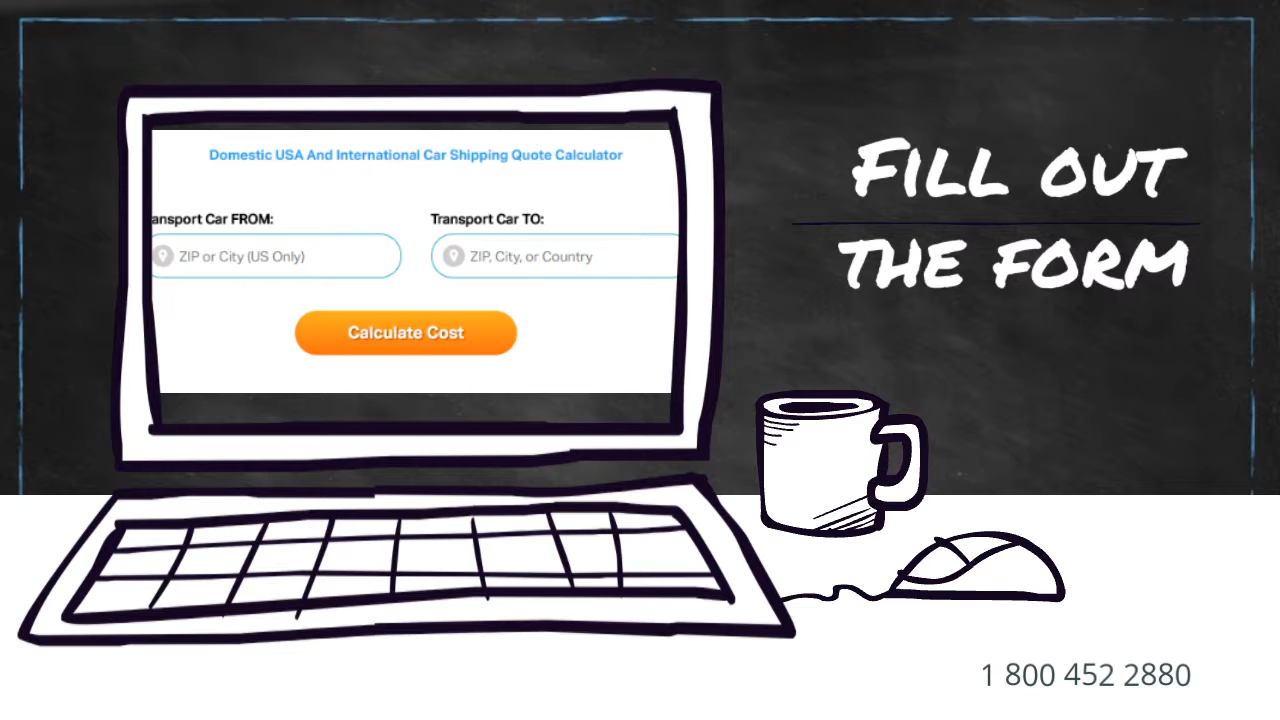 Domestic USA And International Car Shipping Quote Calculator
ansport Car FROM:
Transport Car TO:
ZIP or City (US Only)
ZIP, City, or Country
Calculate Cost
FILL OUT
THE FORM
1 800 452 2880